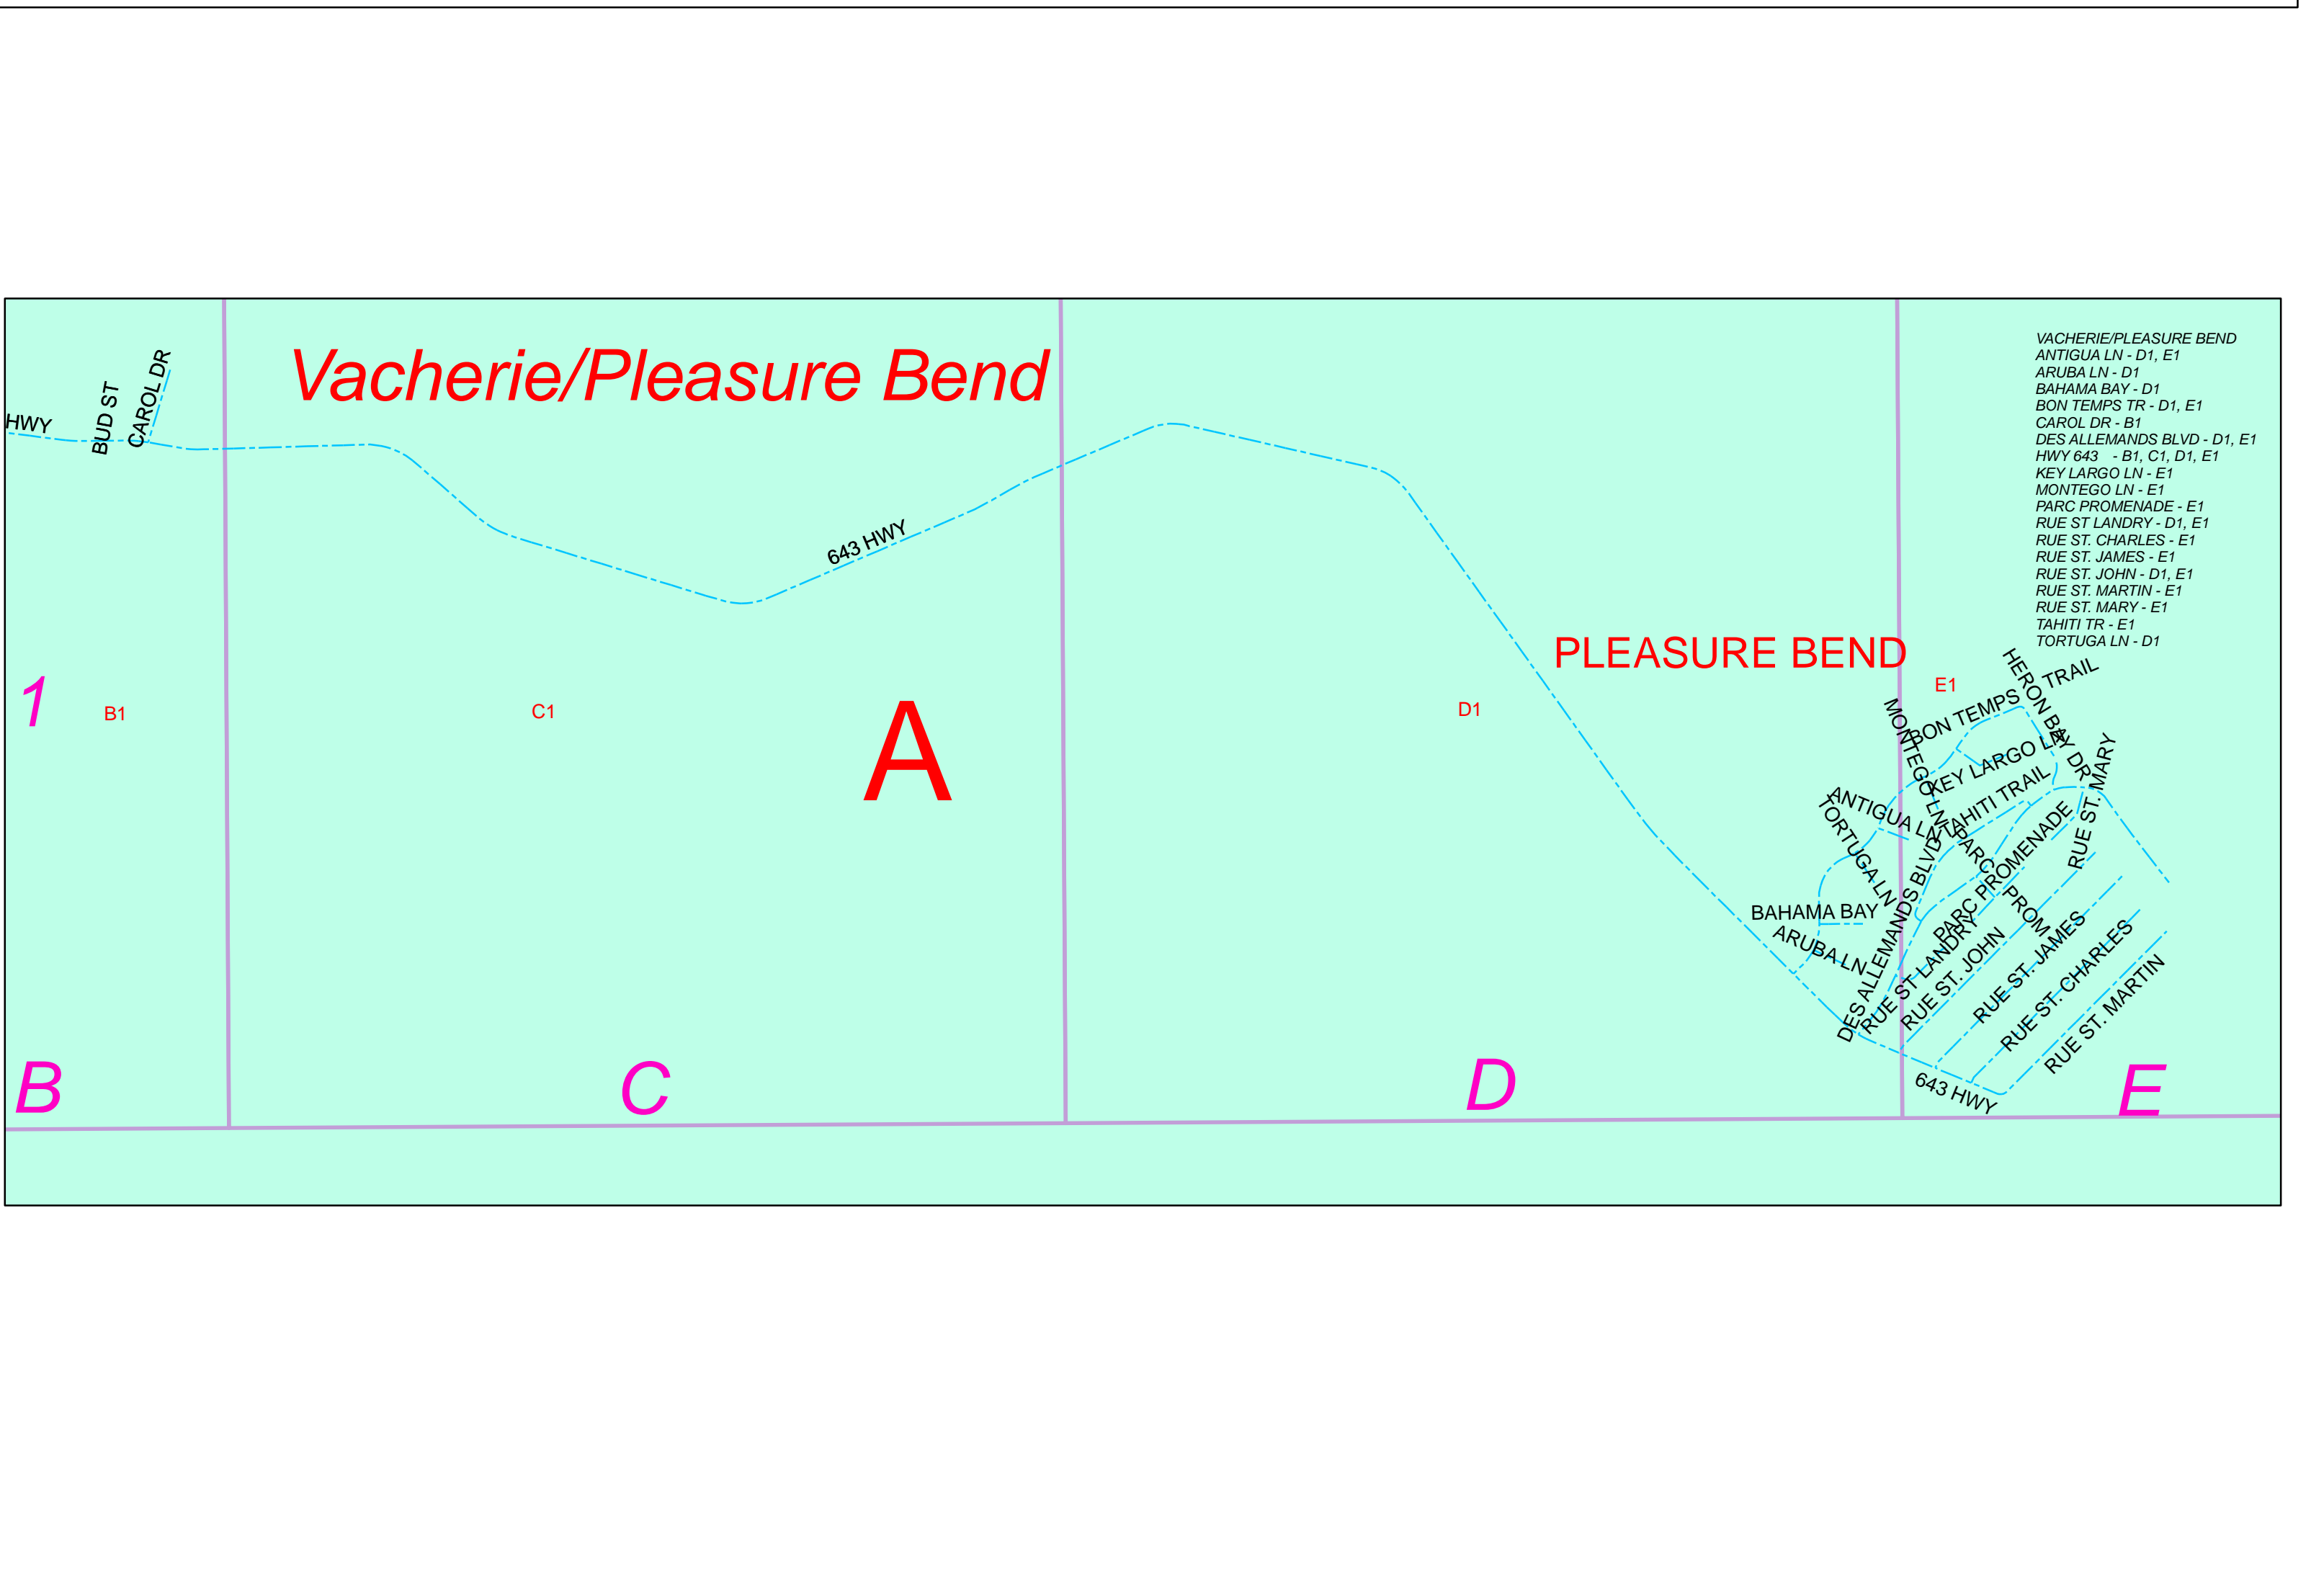 Vacherie/Pleasure Bend
VACHERIE/PLEASURE BEND
ANTIGUA LN - D1, E1
ARUBA LN - D1
BAHAMA BAY - D1
BON TEMPS TR - D1, E1
CAROL DR - B1
DES ALLEMANDS BLVD - D1, E1
HWY 643 - B1, C1, D1, E1
KEY LARGO LN - E1
MONTEGO LN - E1
PARC PROMENADE - E1
RUE ST LANDRY - D1, E1
RUE ST. CHARLES - E1
RUE ST. JAMES - E1
RUE ST. JOHN - D1, E1
RUE ST. MARTIN - E1
RUE ST. MARY - E1
TAHITI TR - E1
TORTUGA LN - D1
HWY
BUD ST
CAROL DR
643 HWY
PLEASURE BEND
1
B1
C1
A
D1
E1
HERON BAY DR
BON TEMPS TRAIL
MONTEGO LN
KEY LARGO LN
RUE ST. MARY
TAHITI TRAIL
ANTIGUA LN
TORTUGA LN
PARC PROM
PARC PROMENADE
BAHAMA BAY
ARUBA LN
DES ALLEMANDS BLVD
RUE ST LANDRY
RUE ST. JOHN
RUE ST. JAMES
RUE ST. CHARLES
RUE ST. MARTIN
643 HWY
B
C
D
E